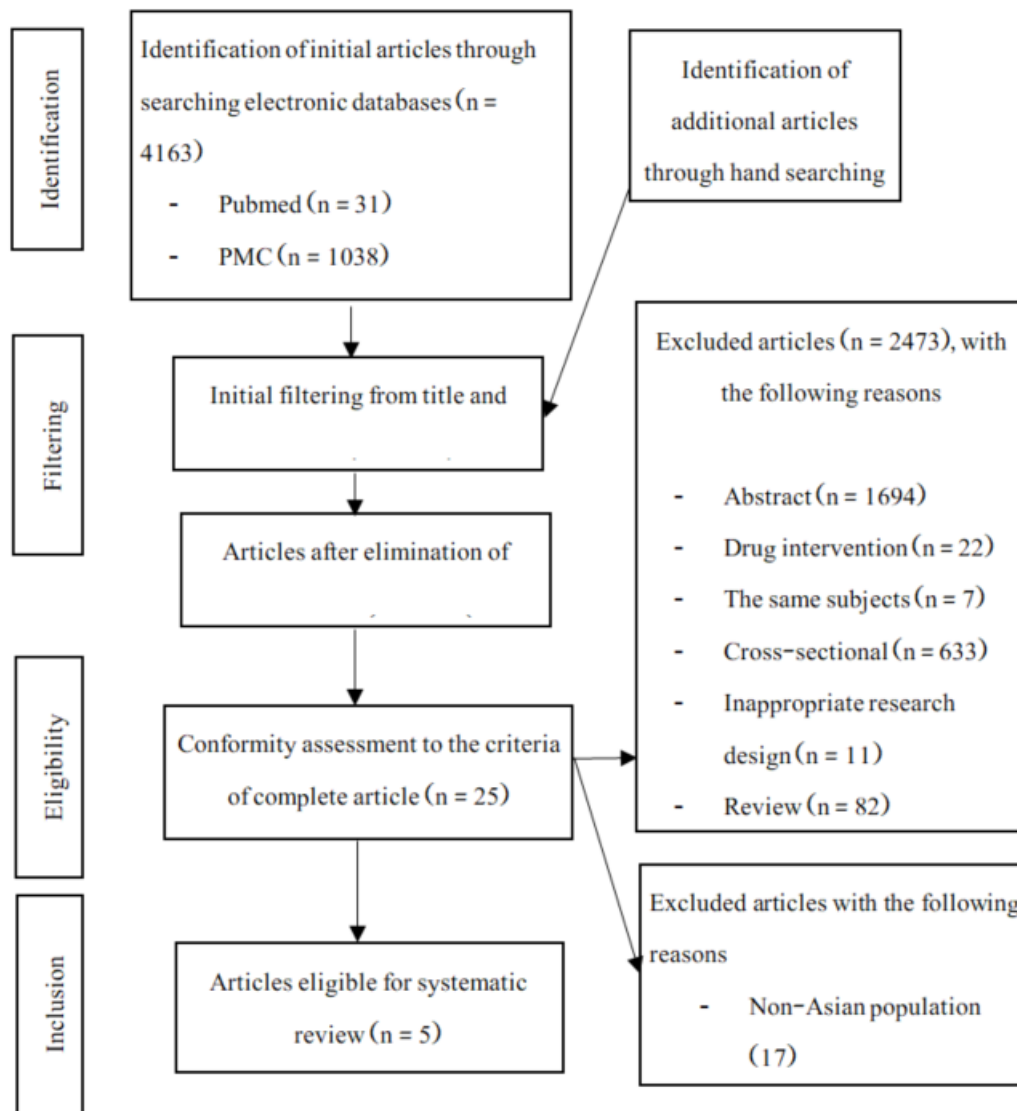 Identification
Identification of initial articles through
searching electronic databases (n =
4163)
- Pubmed (n = 31)
- PMC (n = 1038)
Identification of
additional articles
through hand searching
Filtering
Initial filtering from title and
Articles after elimination of
Excluded articles (n = 2473), with
the following reasons
- Abstract (n = 1694)
- Drug intervention (n = 22)
- The same subjects (n = 7)
- Cross-sectional (n = 633)
- Inappropriate research
design (n = 11)
- Review (n = 82)
Eligibility
Conformity assessment to the criteria
of complete article (n = 25)
Excluded articles with the following
reasons
- Non-Asian population
(17)
Inclusion
Articles eligible for systematic
review (n = 5)